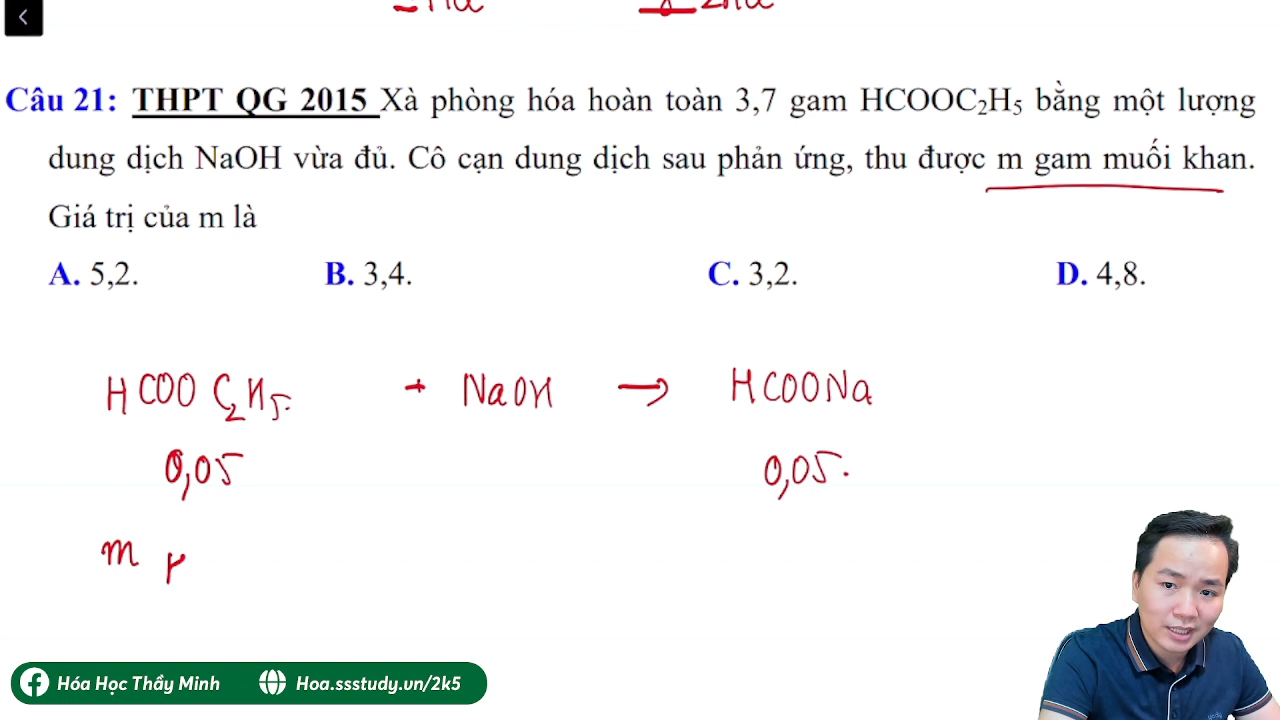 Câu 21: THPT QG 2015 Xà phòng hóa hoàn toàn 3,7 gam HCOOC₂H₅ bằng một lượng
dung dịch NaOH vừa đủ. Cô cạn dung dịch sau phản ứng, thu được m gam muối khan.
Giá trị của m là
A. 5,2. B. 3,4. C. 3,2. D. 4,8.
HCOOC₂H₅ + NaOH → HCOONa
0,05 0,05.
m
Hóa Học Thầy Minh Hoa.ssstudy.vn/2k5